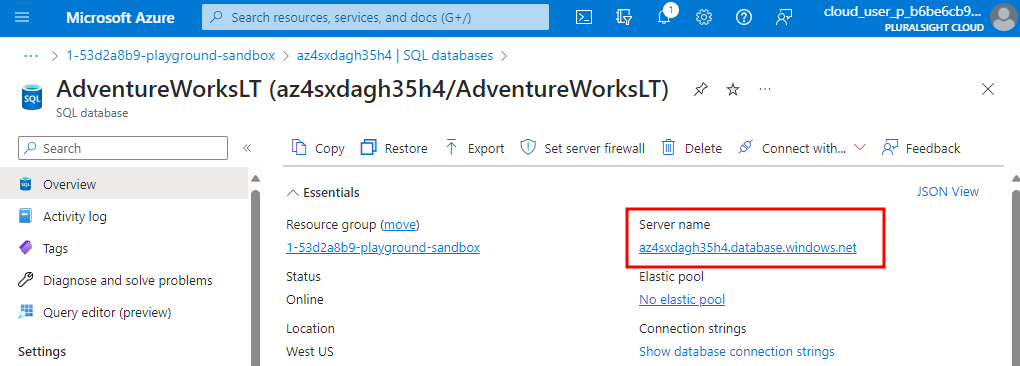 Microsoft Azure
Search resources, services, and docs (G+/)
1
cloud_user_p_b6be6cb9...
PLURALSIGHT CLOUD
... > 1-53d2a8b9-playground-sandbox > az4sxdagh35h4 | SQL databases >
AdventureWorksLT (az4sxdagh35h4/AdventureWorksLT)
...
SQL
SQL database
Search
«
Copy
Restore
Export
Set server firewall
Delete
Connect with...
Feedback
Overview
Activity log
Tags
Diagnose and solve problems
Query editor (preview)
Settings
Essentials
JSON View
Resource group (move)
1-53d2a8b9-playground-sandbox
Server name
az4sxdagh35h4.database.windows.net
Status
Online
Elastic pool
No elastic pool
Location
West US
Connection strings
Show database connection strings